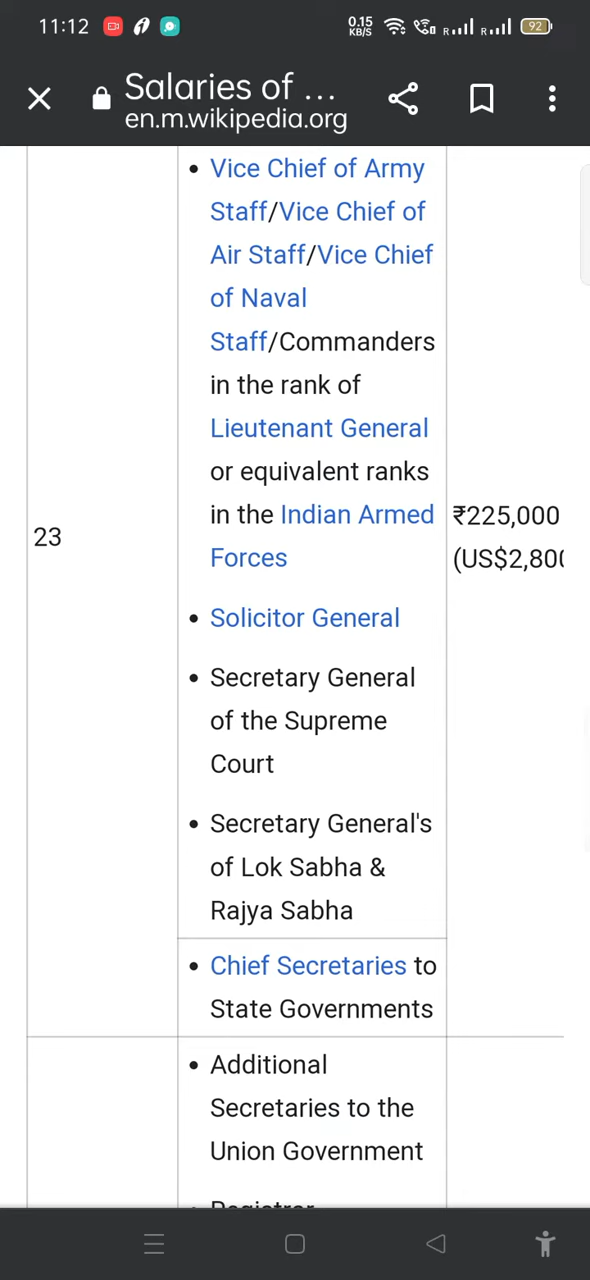 11:12
0.15
KB/S
R
R
92
Salaries of ...
en.m.wikipedia.org
• Vice Chief of Army
Staff/Vice Chief of
Air Staff/Vice Chief
of Naval
Staff/Commanders
in the rank of
Lieutenant General
or equivalent ranks
in the Indian Armed
Forces
• Solicitor General
• Secretary General
of the Supreme
Court
• Secretary General's
of Lok Sabha &
Rajya Sabha
• Chief Secretaries to
State Governments
23
₹225,000
(US$2,800
• Additional
Secretaries to the
Union Government
• Registrar